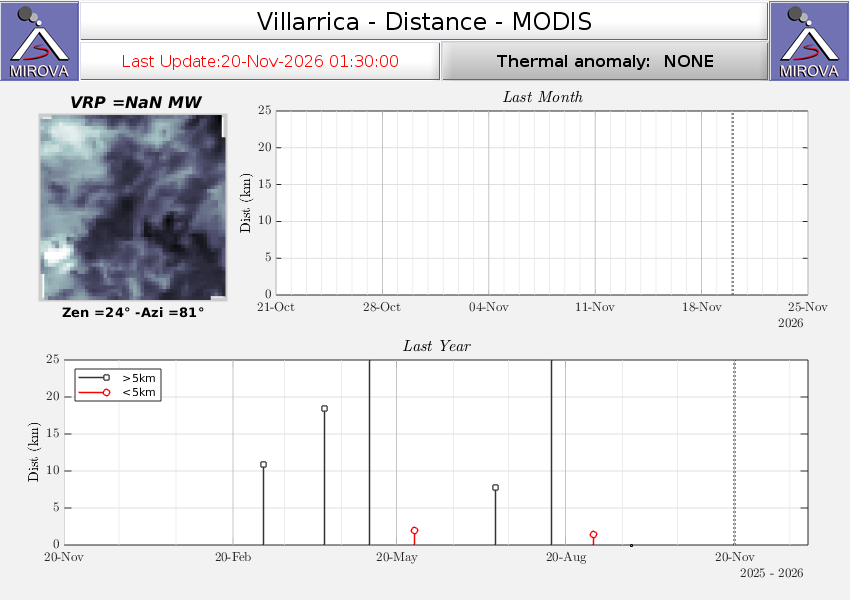 Villarrica - Distance - MODIS
MIROVA
Last Update:20-Nov-2026 01:30:00
Thermal anomaly: NONE
MIROVA
VRP =NaN MW
Zen =24° -Azi =81°
Last Month
Dist (km)
25
20
15
10
5
0
21-Oct 28-Oct 04-Nov 11-Nov 18-Nov 25-Nov
2026
Last Year
Dist (km)
25
20
15
10
5
0
>5km
<5km
20-Nov 20-Feb 20-May 20-Aug 20-Nov
2025 - 2026